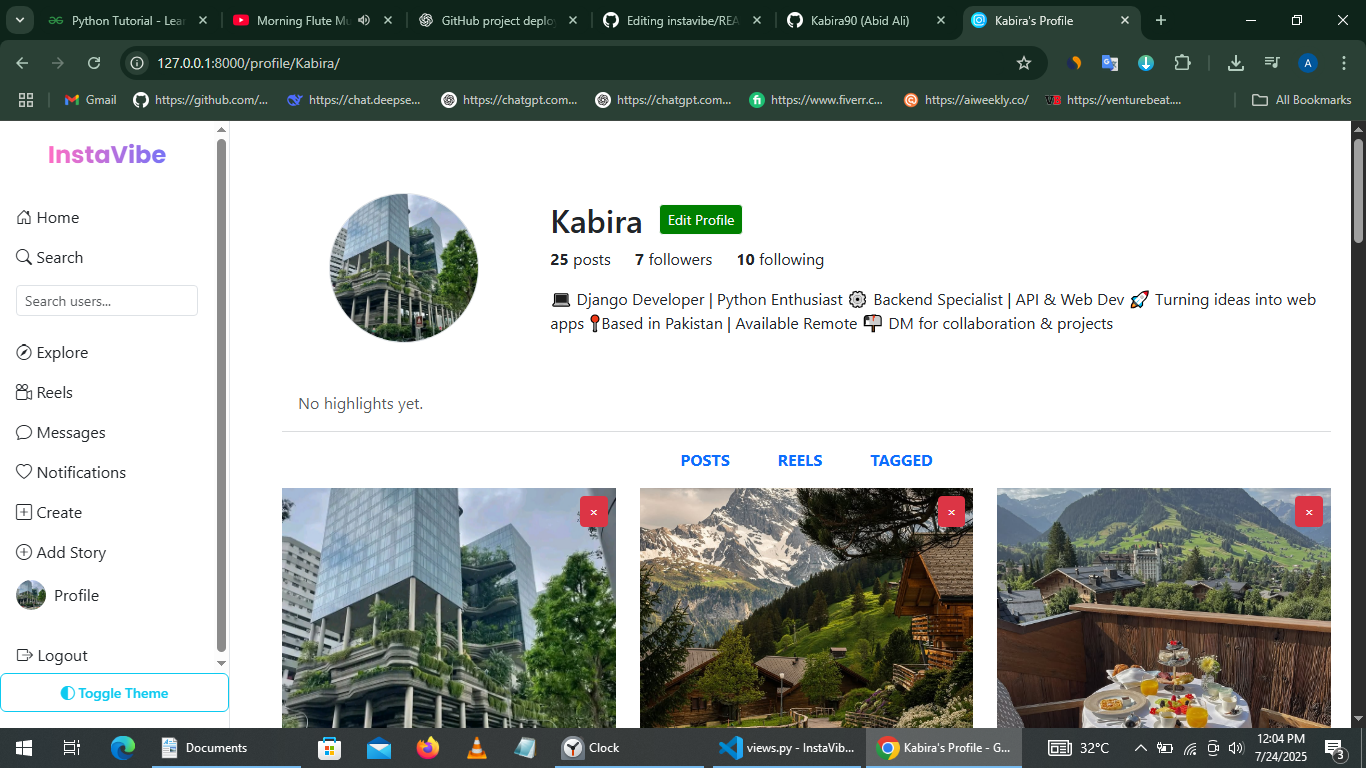 Python Tutorial - Lear
Morning Flute Mu
GitHub project deplo
Editing instavibe/REA
Kabira90 (Abid Ali)
Kabira's Profile
127.0.0.1:8000/profile/Kabira/
A
Gmail
https://github.com/...
https://chat.deepse...
https://chatgpt.com...
https://chatgpt.com...
https://www.fiverr.c...
https://aiweekly.co/
https://venturebeat....
All Bookmarks
InstaVibe
Home
Search
Search users...
Explore
Reels
Messages
Notifications
Create
Add Story
Profile
Logout
Toggle Theme
Kabira Edit Profile
25 posts 7 followers 10 following
💻 Django Developer | Python Enthusiast ⚙️ Backend Specialist | API & Web Dev 🚀 Turning ideas into web
apps 📍Based in Pakistan | Available Remote 📬 DM for collaboration & projects
No highlights yet.
POSTS REELS TAGGED
× × ×
Documents
Clock
views.py - InstaVib...
Kabira's Profile - G...
32°C
12:04 PM
7/24/2025
3